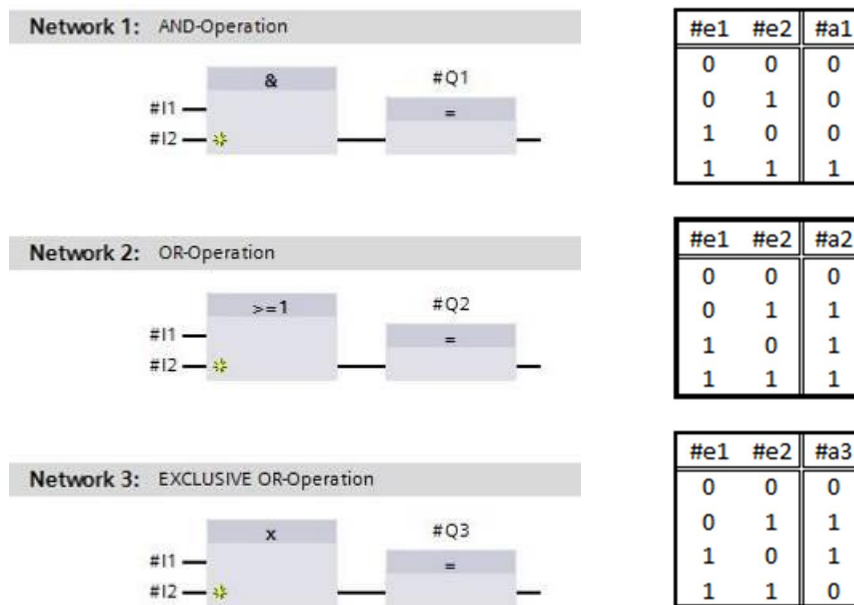 Network 1: AND-Operation
&
#Q1
#I1
=
#I2
#e1 #e2 #a1
0 0 0
0 1 0
1 0 0
1 1 1
Network 2: OR-Operation
>=1
#Q2
#I1
=
#I2
#e1 #e2 #a2
0 0 0
0 1 1
1 0 1
1 1 1
Network 3: EXCLUSIVE OR-Operation
x
#Q3
#I1
=
#I2
#e1 #e2 #a3
0 0 0
0 1 1
1 0 1
1 1 0